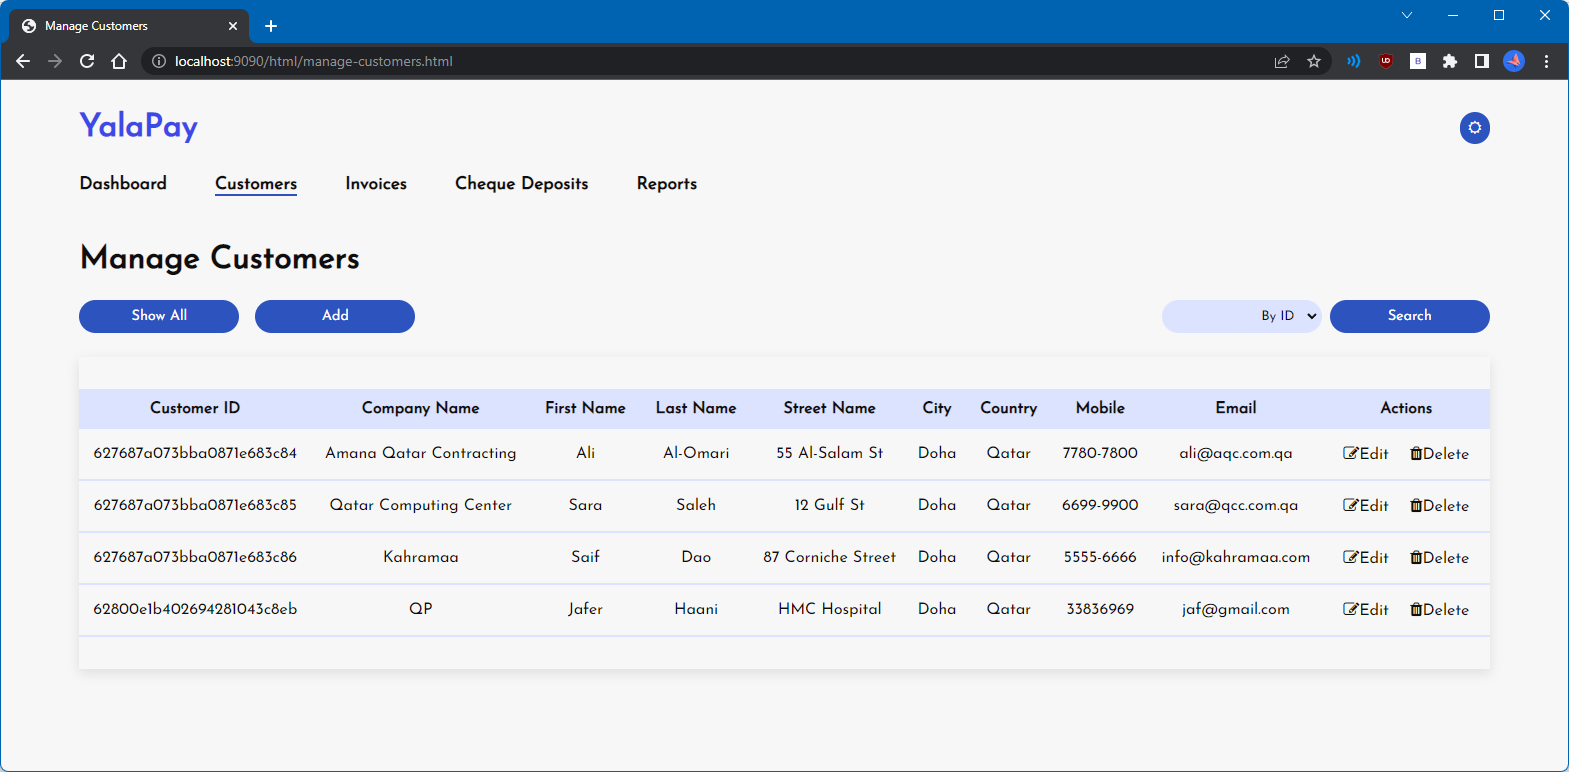 Manage Customers
localhost:9090/html/manage-customers.html
YalaPay
Dashboard Customers Invoices Cheque Deposits Reports
Manage Customers
Show All Add By ID Search
Customer ID Company Name First Name Last Name Street Name City Country Mobile Email Actions
627687a073bba0871e683c84 Amana Qatar Contracting Ali Al-Omari 55 Al-Salam St Doha Qatar 7780-7800 ali@aqc.com.qa Edit Delete
627687a073bba0871e683c85 Qatar Computing Center Sara Saleh 12 Gulf St Doha Qatar 6699-9900 sara@qcc.com.qa Edit Delete
627687a073bba0871e683c86 Kahramaa Saif Dao 87 Corniche Street Doha Qatar 5555-6666 info@kahramaa.com Edit Delete
62800e1b402694281043c8eb QP Jafer Haani HMC Hospital Doha Qatar 33836969 jaf@gmail.com Edit Delete